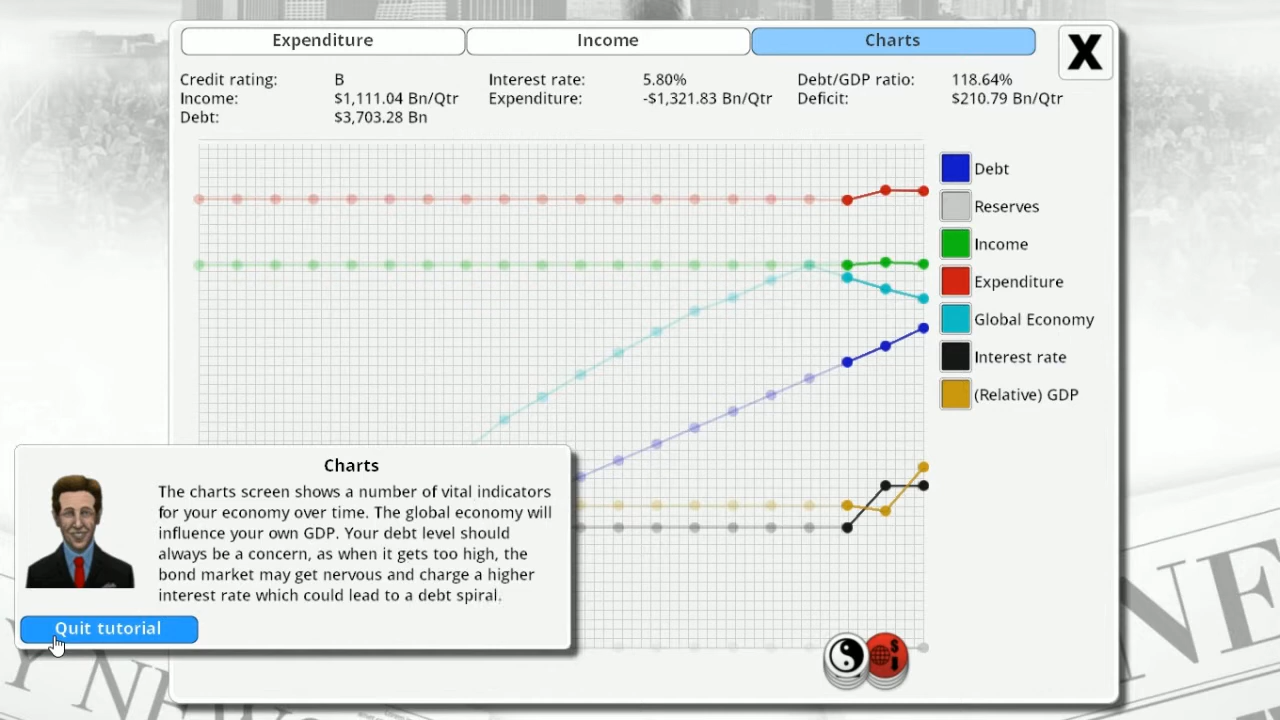 Expenditure
Income
Charts
X
Credit rating: B
Interest rate: 5.80%
Debt/GDP ratio: 118.64%
Income: $1,111.04 Bn/Qtr
Expenditure: -$1,321.83 Bn/Qtr
Deficit: $210.79 Bn/Qtr
Debt: $3,703.28 Bn
Debt
Reserves
Income
Expenditure
Global Economy
Interest rate
(Relative) GDP
Charts
The charts screen shows a number of vital indicators
for your economy over time. The global economy will
influence your own GDP. Your debt level should
always be a concern, as when it gets too high, the
bond market may get nervous and charge a higher
interest rate which could lead to a debt spiral.
Quit tutorial